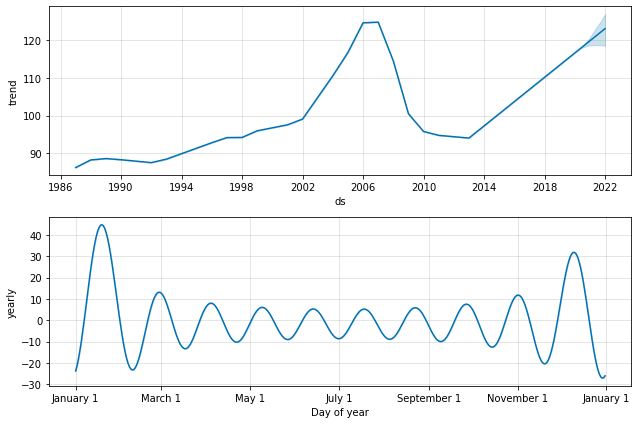 120
110
100
90
trend
1986 1990 1994 1998 2002 2006 2010 2014 2018 2022
ds
40
30
20
10
0
−10
−20
−30
yearly
January 1 March 1 May 1 July 1 September 1 November 1 January 1
Day of year